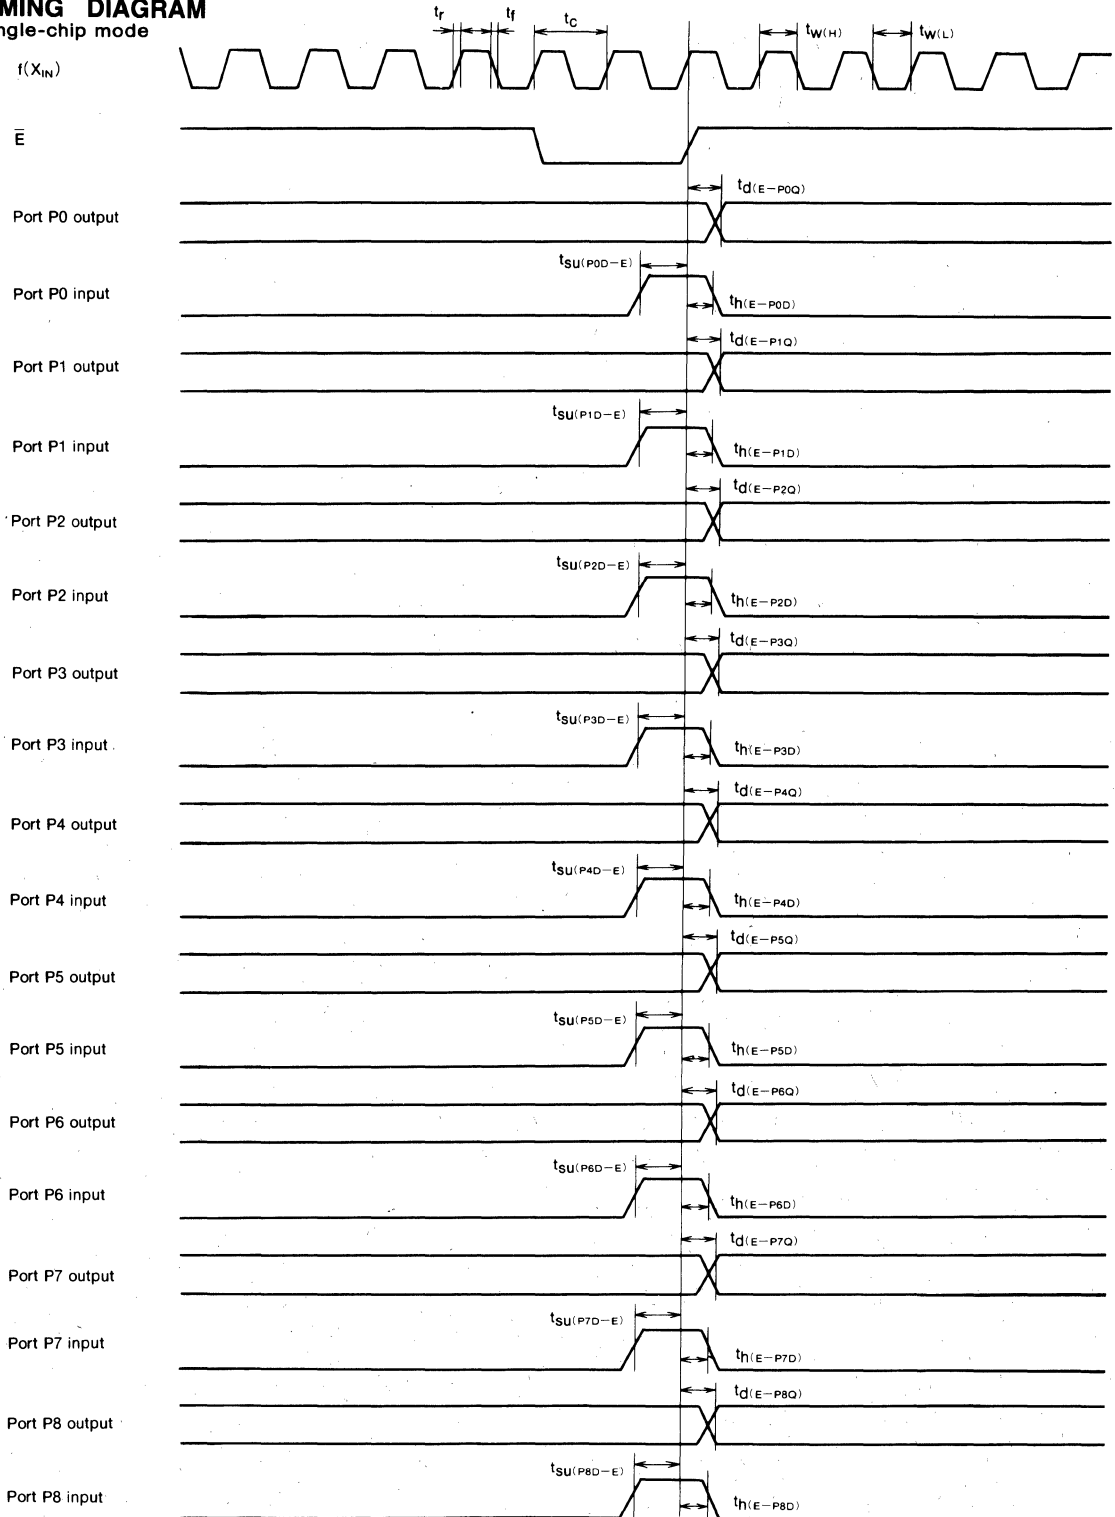 MING DIAGRAM
ngle-chip mode
tr tf tc tW(H) tW(L)
f(XIN)
E̅
td(E−P0Q)
Port P0 output
tsu(P0D−E)
Port P0 input
th(E−P0D)
td(E−P1Q)
Port P1 output
tsu(P1D−E)
Port P1 input
th(E−P1D)
td(E−P2Q)
Port P2 output
tsu(P2D−E)
Port P2 input
th(E−P2D)
td(E−P3Q)
Port P3 output
tsu(P3D−E)
Port P3 input
th(E−P3D)
td(E−P4Q)
Port P4 output
tsu(P4D−E)
Port P4 input
th(E−P4D)
td(E−P5Q)
Port P5 output
tsu(P5D−E)
Port P5 input
th(E−P5D)
td(E−P6Q)
Port P6 output
tsu(P6D−E)
Port P6 input
th(E−P6D)
td(E−P7Q)
Port P7 output
tsu(P7D−E)
Port P7 input
th(E−P7D)
td(E−P8Q)
Port P8 output
tsu(P8D−E)
Port P8 input
th(E−P8D)